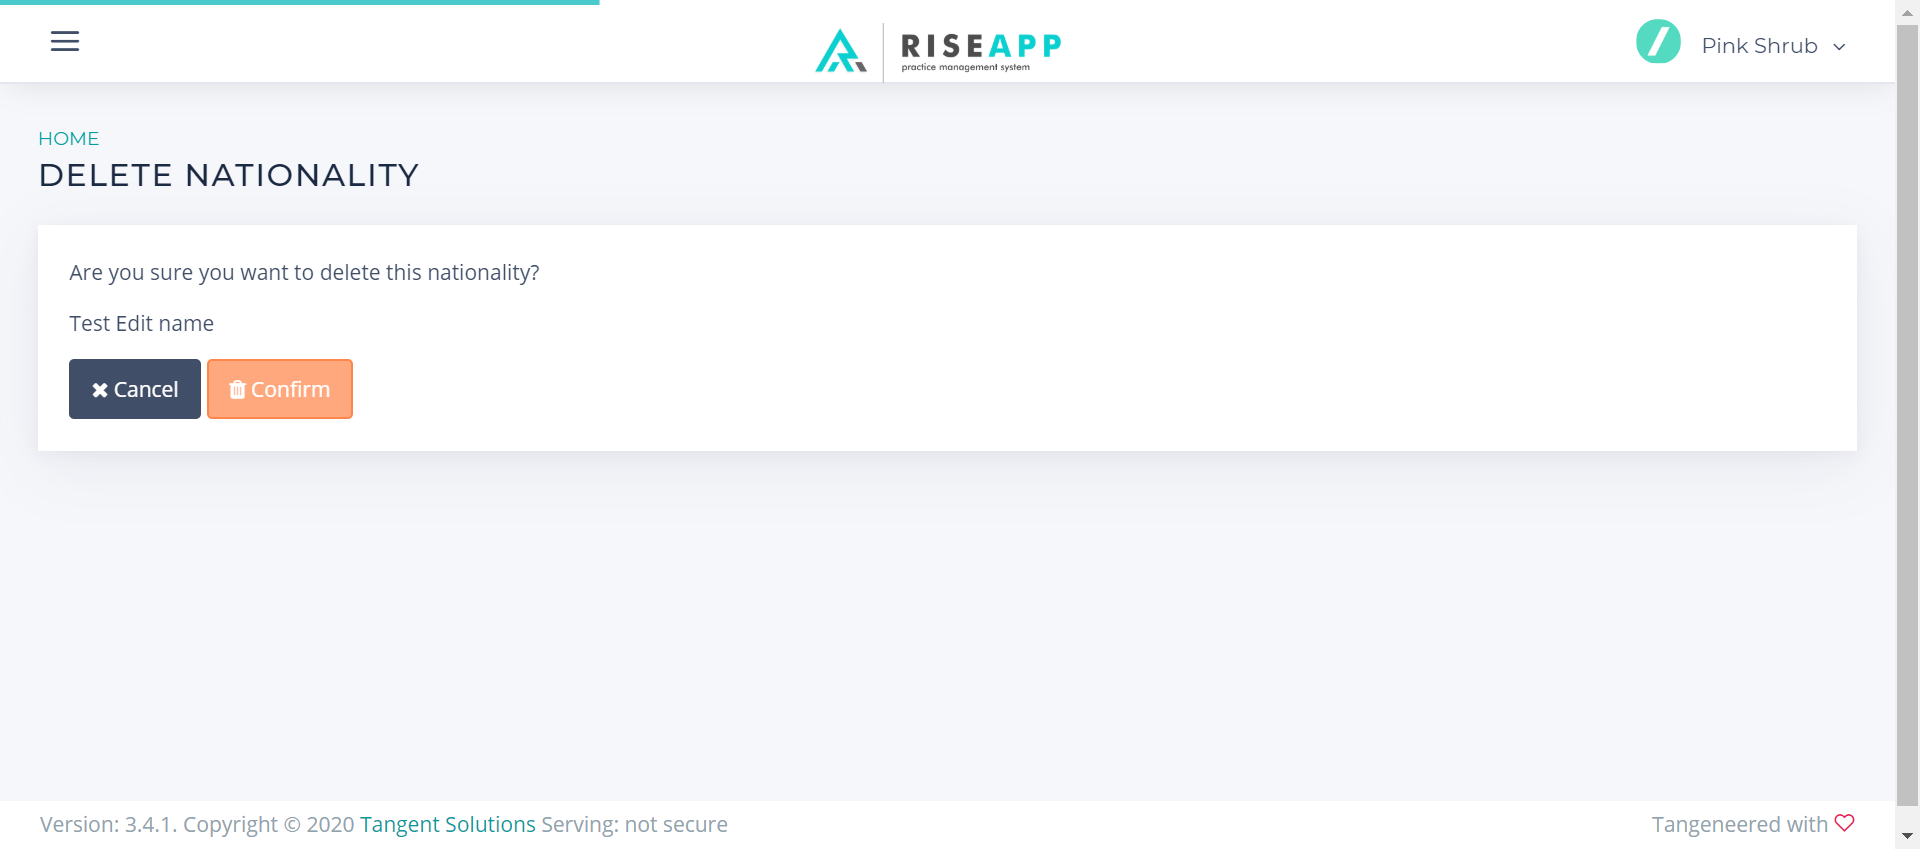 RISEAPP
practice management system
Pink Shrub
HOME
DELETE NATIONALITY
Are you sure you want to delete this nationality?
Test Edit name
Cancel
Confirm
Version: 3.4.1. Copyright © 2020 Tangent Solutions Serving: not secure
Tangeneered with